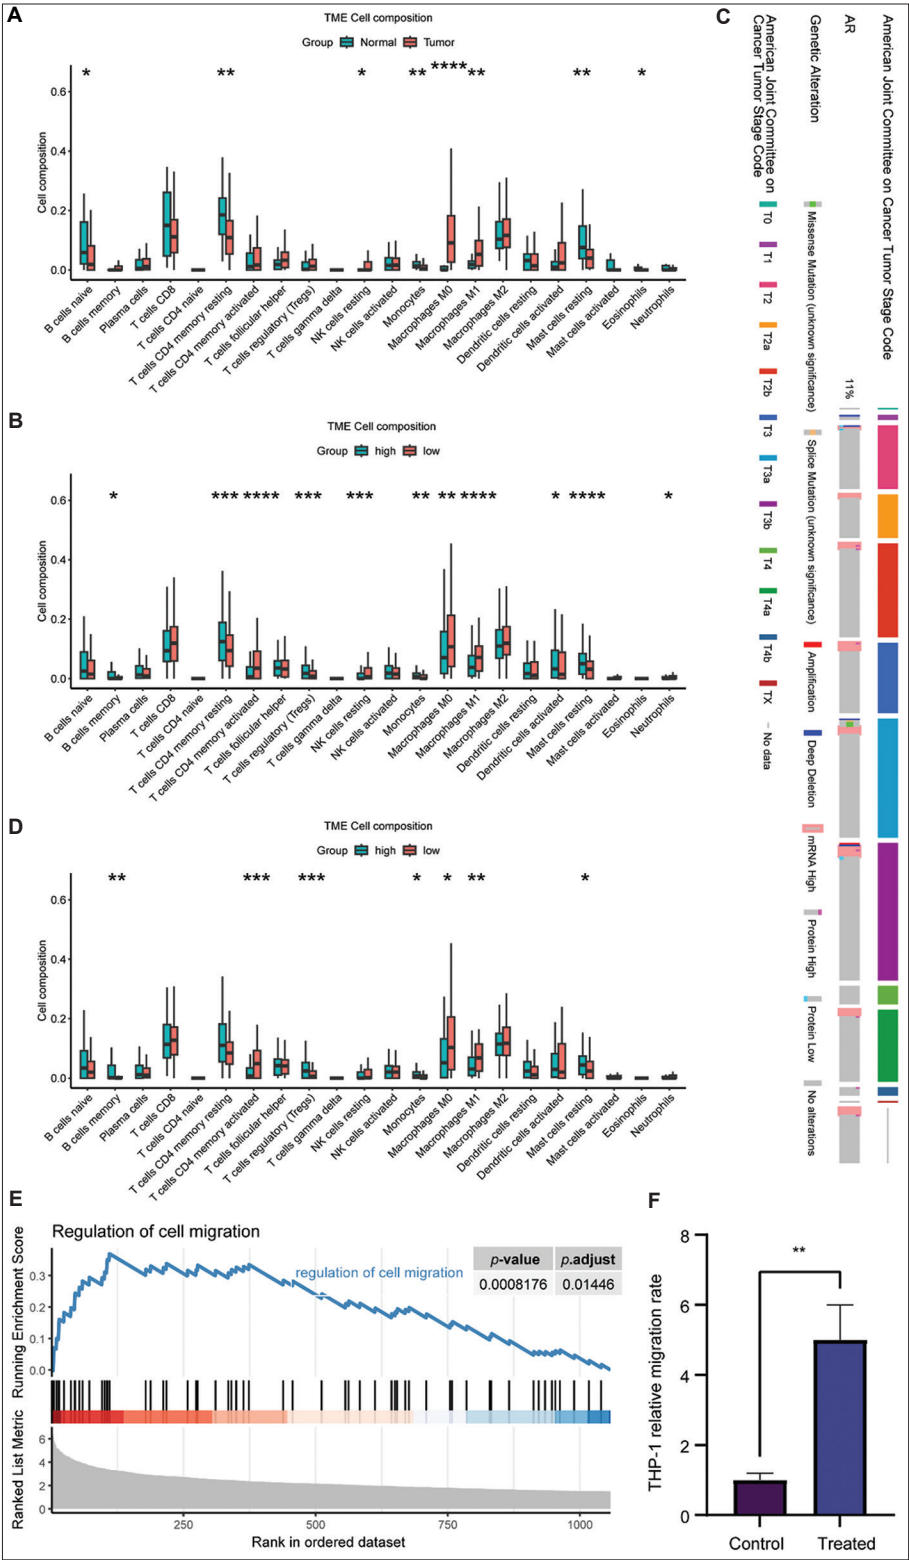 A
TME Cell composition
Group Normal Tumor
* ** * ** **** ** ** *
Cell composition
0.6
0.4
0.2
0.0
B cells naive
B cells memory
Plasma cells
T cells CD8
T cells CD4 naive
T cells CD4 memory resting
T cells CD4 memory activated
T cells follicular helper
T cells regulatory (Tregs)
T cells gamma delta
NK cells resting
NK cells activated
Monocytes
Macrophages M0
Macrophages M1
Macrophages M2
Dendritic cells resting
Dendritic cells activated
Mast cells resting
Mast cells activated
Eosinophils
Neutrophils
B
TME Cell composition
Group high low
* *** **** *** *** ** ** **** * **** *
Cell composition
0.6
0.4
0.2
0.0
B cells naive
B cells memory
Plasma cells
T cells CD8
T cells CD4 naive
T cells CD4 memory resting
T cells CD4 memory activated
T cells follicular helper
T cells regulatory (Tregs)
T cells gamma delta
NK cells resting
NK cells activated
Monocytes
Macrophages M0
Macrophages M1
Macrophages M2
Dendritic cells resting
Dendritic cells activated
Mast cells resting
Mast cells activated
Eosinophils
Neutrophils
C
American Joint Committee on Cancer Tumor Stage Code
AR
11%
Genetic Alteration
Missense Mutation (unknown significance)
Splice Mutation (unknown significance)
Amplification
Deep Deletion
mRNA High
Protein High
Protein Low
No alterations
American Joint Committee on
Cancer Tumor Stage Code
T0
T1
T2
T2a
T2b
T3
T3a
T3b
T4
T4a
T4b
TX
No data
D
TME Cell composition
Group high low
** *** *** * * ** *
Cell composition
0.6
0.4
0.2
0.0
B cells naive
B cells memory
Plasma cells
T cells CD8
T cells CD4 naive
T cells CD4 memory resting
T cells CD4 memory activated
T cells follicular helper
T cells regulatory (Tregs)
T cells gamma delta
NK cells resting
NK cells activated
Monocytes
Macrophages M0
Macrophages M1
Macrophages M2
Dendritic cells resting
Dendritic cells activated
Mast cells resting
Mast cells activated
Eosinophils
Neutrophils
E
Regulation of cell migration
Running Enrichment Score
0.3
0.2
0.1
0.0
regulation of cell migration
p-value p.adjust
0.0008176 0.01446
Ranked List Metric
6
4
2
0
250 500 750 1000
Rank in ordered dataset
F
THP-1 relative migration rate
8
6
4
2
0
**
Control Treated